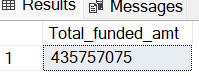 Results Messages
Total_funded_amt
1 435757075